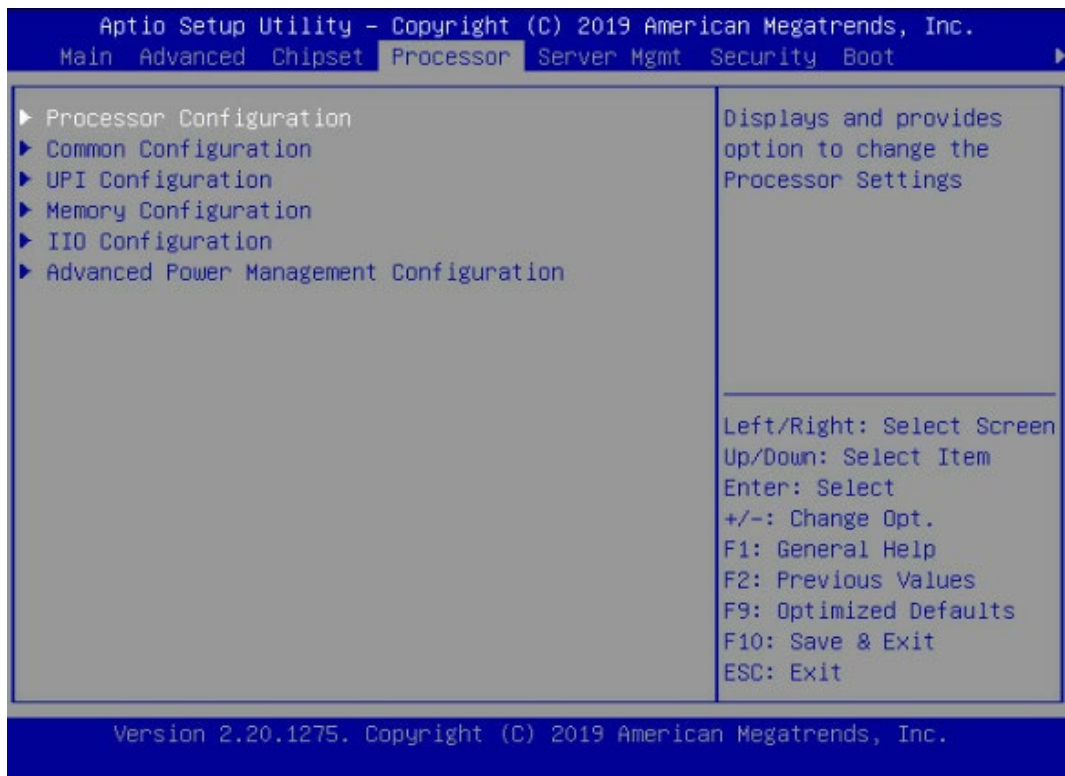 Aptio Setup Utility – Copyright (C) 2019 American Megatrends, Inc.
Main Advanced Chipset Processor Server Mgmt Security Boot
Processor Configuration
Common Configuration
UPI Configuration
Memory Configuration
IIO Configuration
Advanced Power Management Configuration
Displays and provides
option to change the
Processor Settings
Left/Right: Select Screen
Up/Down: Select Item
Enter: Select
+/-: Change Opt.
F1: General Help
F2: Previous Values
F9: Optimized Defaults
F10: Save & Exit
ESC: Exit
Version 2.20.1275. Copyright (C) 2019 American Megatrends, Inc.